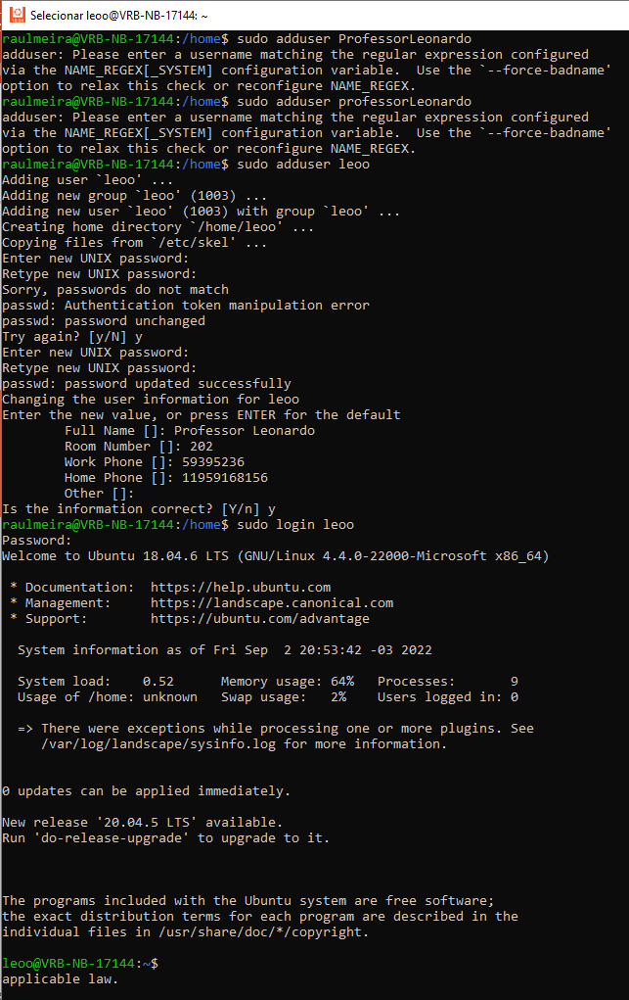 Selecionar leoo@VRB-NB-17144: ~
raulmeira@VRB-NB-17144:/home$ sudo adduser ProfessorLeonardo
adduser: Please enter a username matching the regular expression configured
via the NAME_REGEX[_SYSTEM] configuration variable.  Use the `--force-badname'
option to relax this check or reconfigure NAME_REGEX.
raulmeira@VRB-NB-17144:/home$ sudo adduser professorLeonardo
adduser: Please enter a username matching the regular expression configured
via the NAME_REGEX[_SYSTEM] configuration variable.  Use the `--force-badname'
option to relax this check or reconfigure NAME_REGEX.
raulmeira@VRB-NB-17144:/home$ sudo adduser leoo
Adding user `leoo' ...
Adding new group `leoo' (1003) ...
Adding new user `leoo' (1003) with group `leoo' ...
Creating home directory `/home/leoo' ...
Copying files from `/etc/skel' ...
Enter new UNIX password:
Retype new UNIX password:
Sorry, passwords do not match
passwd: Authentication token manipulation error
passwd: password unchanged
Try again? [y/N] y
Enter new UNIX password:
Retype new UNIX password:
passwd: password updated successfully
Changing the user information for leoo
Enter the new value, or press ENTER for the default
        Full Name []: Professor Leonardo
        Room Number []: 202
        Work Phone []: 59395236
        Home Phone []: 11959168156
        Other []:
Is the information correct? [Y/n] y
raulmeira@VRB-NB-17144:/home$ sudo login leoo
Password:
Welcome to Ubuntu 18.04.6 LTS (GNU/Linux 4.4.0-22000-Microsoft x86_64)
 * Documentation:  https://help.ubuntu.com
 * Management:     https://landscape.canonical.com
 * Support:        https://ubuntu.com/advantage
  System information as of Fri Sep  2 20:53:42 -03 2022
  System load:    0.52      Memory usage: 64%   Processes:       9
  Usage of /home: unknown   Swap usage:   2%    Users logged in: 0
  => There were exceptions while processing one or more plugins. See
     /var/log/landscape/sysinfo.log for more information.
0 updates can be applied immediately.
New release '20.04.5 LTS' available.
Run 'do-release-upgrade' to upgrade to it.
The programs included with the Ubuntu system are free software;
the exact distribution terms for each program are described in the
individual files in /usr/share/doc/*/copyright.
leoo@VRB-NB-17144:~$
applicable law.